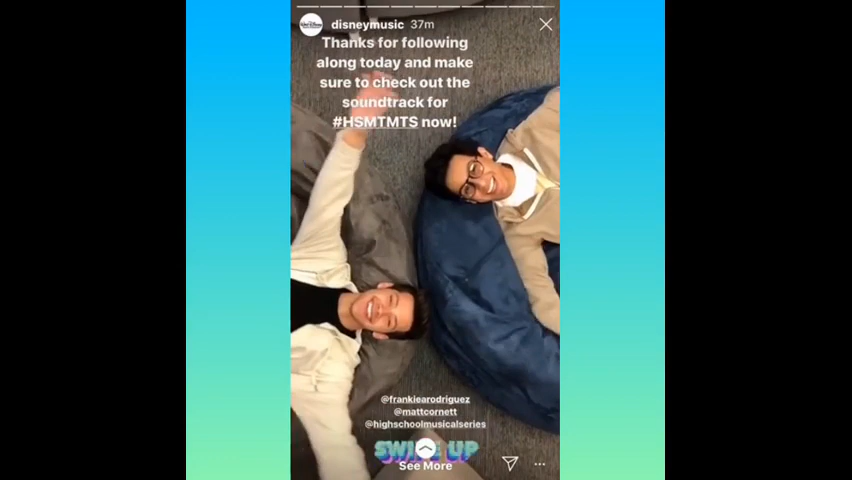 disneymusic 37m
Thanks for following
along today and make
sure to check out the
soundtrack for
#HSMTMTS now!
@frankiearodriguez
@mattcornett
@highschoolmusicalseries
SWIPE UP
See More